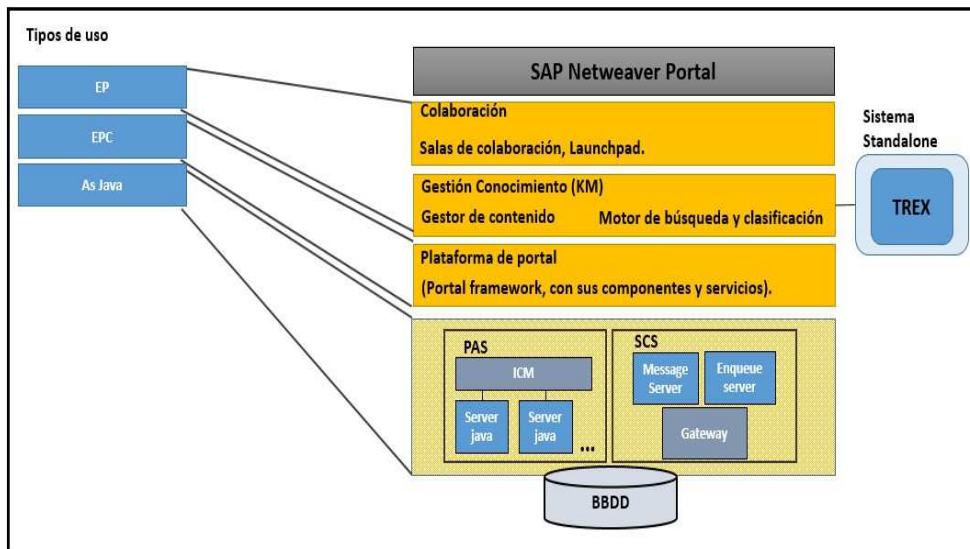 Tipos de uso
EP
EPC
As Java
SAP Netweaver Portal
Colaboración
Salas de colaboración, Launchpad.
Gestión Conocimiento (KM)
Gestor de contenido
Motor de búsqueda y clasificación
Sistema
Standalone
TREX
Plataforma de portal
(Portal framework, con sus componentes y servicios).
PAS
ICM
Server
java
Server
java
...
SCS
Message
Server
Enqueue
server
Gateway
BBDD